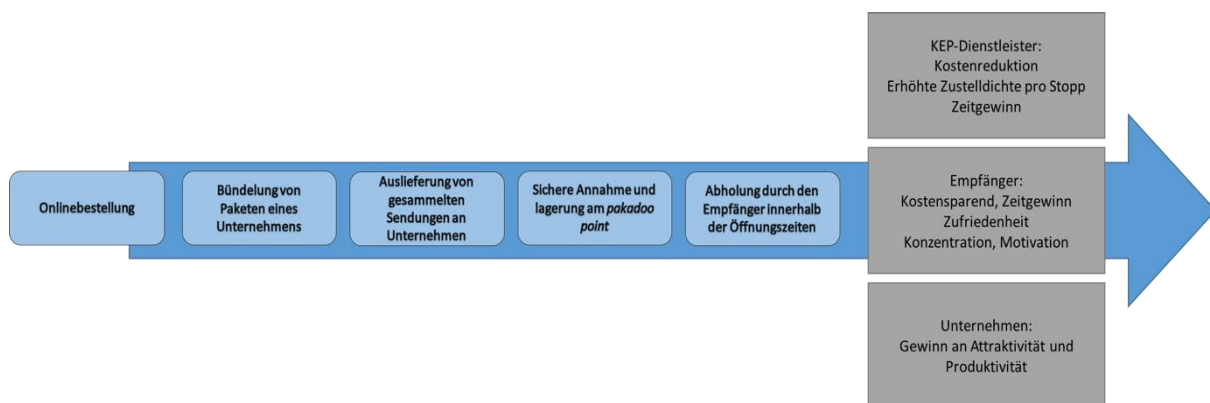 Onlinebestellung
Bündelung von
Paketen eines
Unternehmens
Auslieferung von
gesammelten
Sendungen an
Unternehmen
Sichere Annahme und
lagerung am pakadoo
point
Abholung durch den
Empfänger innerhalb
der Öffnungszeiten
KEP-Dienstleister:
Kostenreduktion
Erhöhte Zustelldichte pro Stopp
Zeitgewinn
Empfänger:
Kostensparend, Zeitgewinn
Zufriedenheit
Konzentration, Motivation
Unternehmen:
Gewinn an Attraktivität und
Produktivität